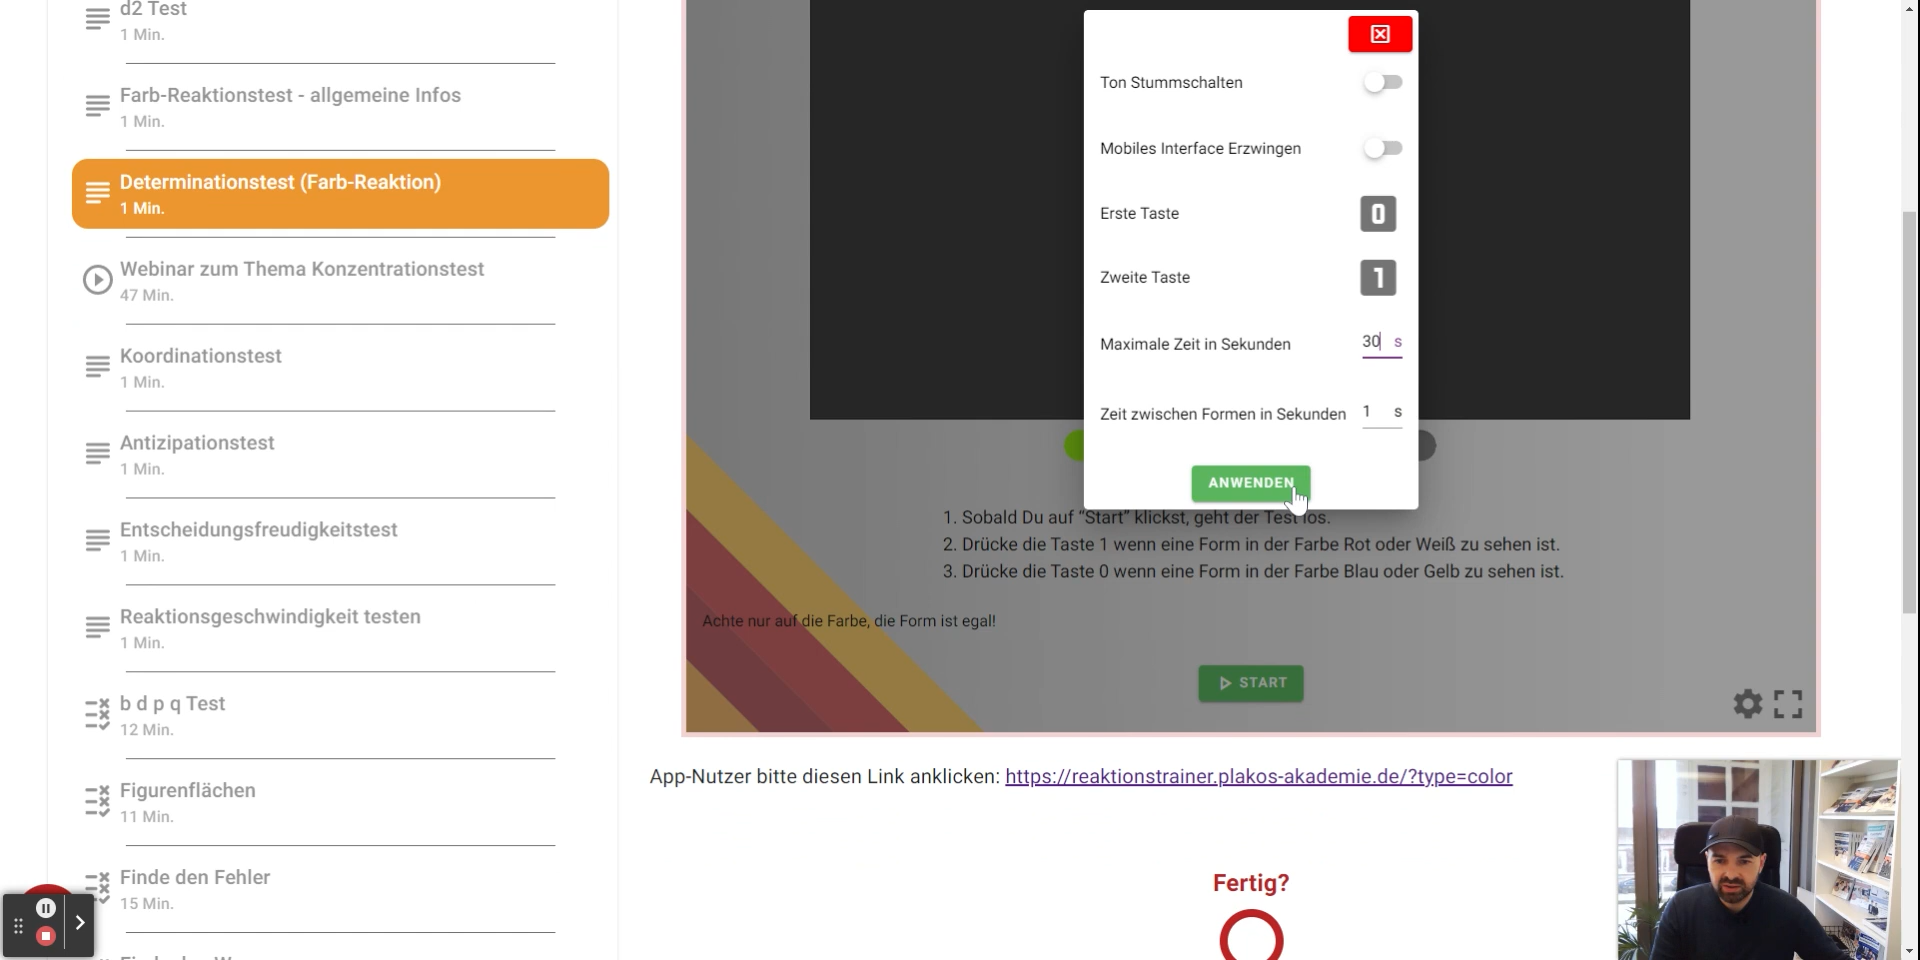 d2 Test
1 Min.
Farb-Reaktionstest - allgemeine Infos
1 Min.
Determinationstest (Farb-Reaktion)
1 Min.
Webinar zum Thema Konzentrationstest
47 Min.
Koordinationstest
1 Min.
Antizipationstest
1 Min.
Entscheidungsfreudigkeitstest
1 Min.
Reaktionsgeschwindigkeit testen
1 Min.
b d p q Test
12 Min.
Figurenflächen
11 Min.
Finde den Fehler
15 Min.
Ton Stummschalten
Mobiles Interface Erzwingen
Erste Taste 0
Zweite Taste 1
Maximale Zeit in Sekunden 30 s
Zeit zwischen Formen in Sekunden 1 s
ANWENDEN
1. Sobald Du auf “Start” klickst, geht der Test los.
2. Drücke die Taste 1 wenn eine Form in der Farbe Rot oder Weiß zu sehen ist.
3. Drücke die Taste 0 wenn eine Form in der Farbe Blau oder Gelb zu sehen ist.
Achte nur auf die Farbe, die Form ist egal!
START
App-Nutzer bitte diesen Link anklicken: https://reaktionstrainer.plakos-akademie.de/?type=color
Fertig?